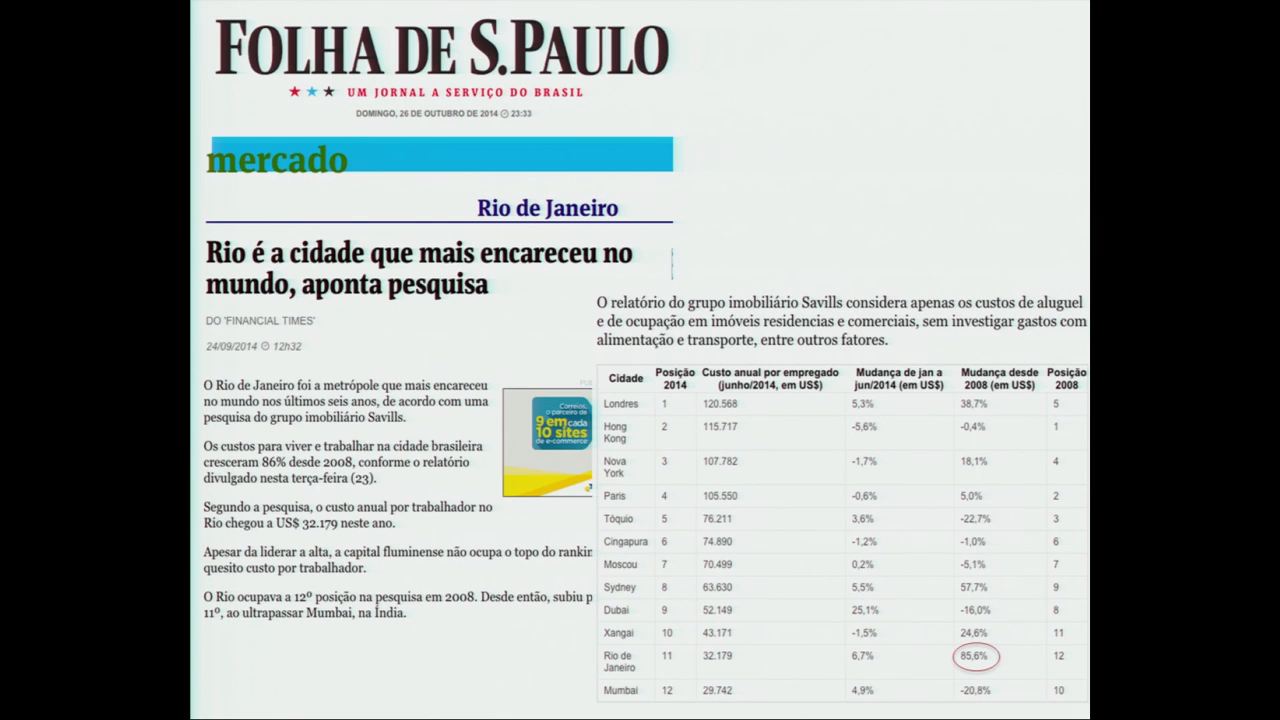 FOLHA DE S.PAULO
★ ★ ★ UM JORNAL A SERVIÇO DO BRASIL
DOMINGO, 26 DE OUTUBRO DE 2014 23:33
mercado
Rio de Janeiro
Rio é a cidade que mais encareceu no
mundo, aponta pesquisa
DO 'FINANCIAL TIMES'
24/09/2014 12h32
O Rio de Janeiro foi a metrópole que mais encareceu
no mundo nos últimos seis anos, de acordo com uma
pesquisa do grupo imobiliário Savills.
Os custos para viver e trabalhar na cidade brasileira
cresceram 86% desde 2008, conforme o relatório
divulgado nesta terça-feira (23).
Segundo a pesquisa, o custo anual por trabalhador no
Rio chegou a US$ 32.179 neste ano.
Apesar da liderar a alta, a capital fluminense não ocupa o topo do rankin
quesito custo por trabalhador.
O Rio ocupava a 12º posição na pesquisa em 2008. Desde então, subiu p
11º, ao ultrapassar Mumbai, na Índia.
Correios,
o parceiro de
9 em cada
10 sites
de e-commerce
O relatório do grupo imobiliário Savills considera apenas os custos de aluguel
e de ocupação em imóveis residencias e comerciais, sem investigar gastos com
alimentação e transporte, entre outros fatores.
Cidade Posição 2014 Custo anual por empregado (junho/2014, em US$) Mudança de jan a jun/2014 (em US$) Mudança desde 2008 (em US$) Posição 2008
Londres 1 120.568 5,3% 38,7% 5
Hong Kong 2 115.717 -5,6% -0,4% 1
Nova York 3 107.782 -1,7% 18,1% 4
Paris 4 105.550 -0,6% 5,0% 2
Tóquio 5 76.211 3,6% -22,7% 3
Cingapura 6 74.890 -1,2% -1,0% 6
Moscou 7 70.499 0,2% -5,1% 7
Sydney 8 63.630 5,5% 57,7% 9
Dubai 9 52.149 25,1% -16,0% 8
Xangai 10 43.171 -1,5% 24,6% 11
Rio de Janeiro 11 32.179 6,7% 85,6% 12
Mumbai 12 29.742 4,9% -20,8% 10